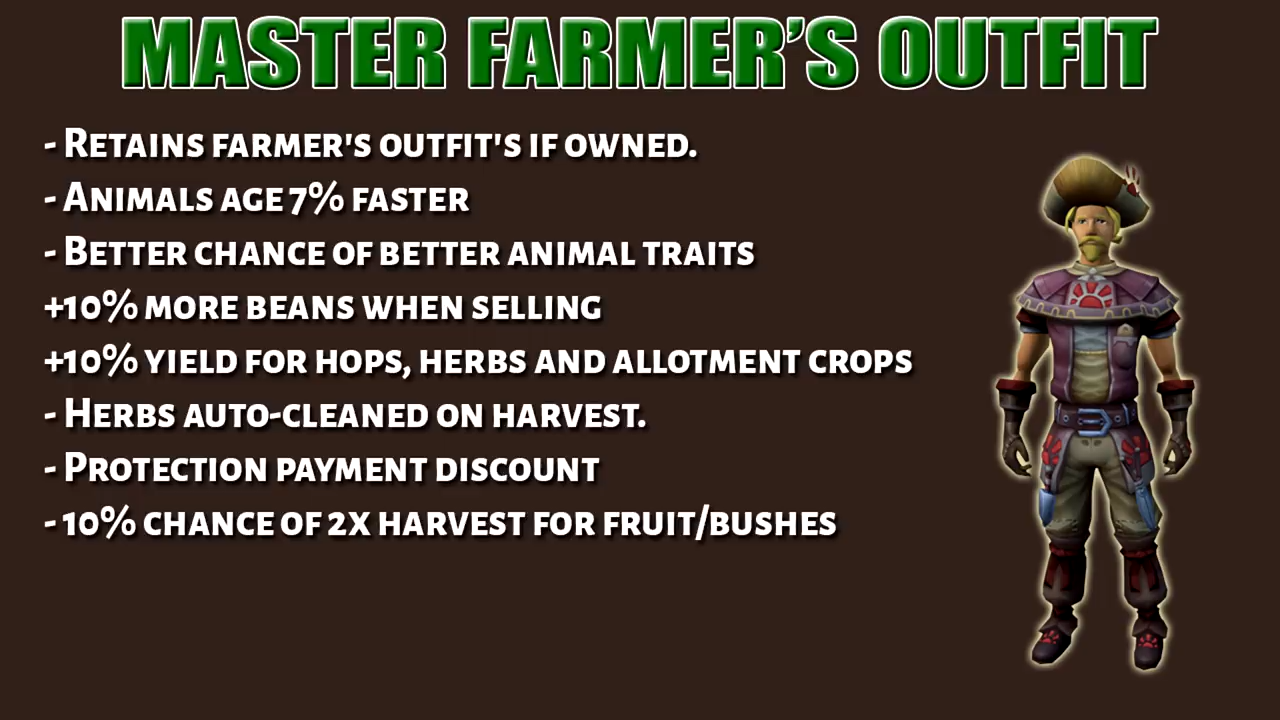 MASTER FARMER'S OUTFIT
- Retains farmer's outfit's if owned.
- Animals age 7% faster
- Better chance of better animal traits
+10% more beans when selling
+10% yield for hops, herbs and allotment crops
- Herbs auto-cleaned on harvest.
- Protection payment discount
- 10% chance of 2x harvest for fruit/bushes